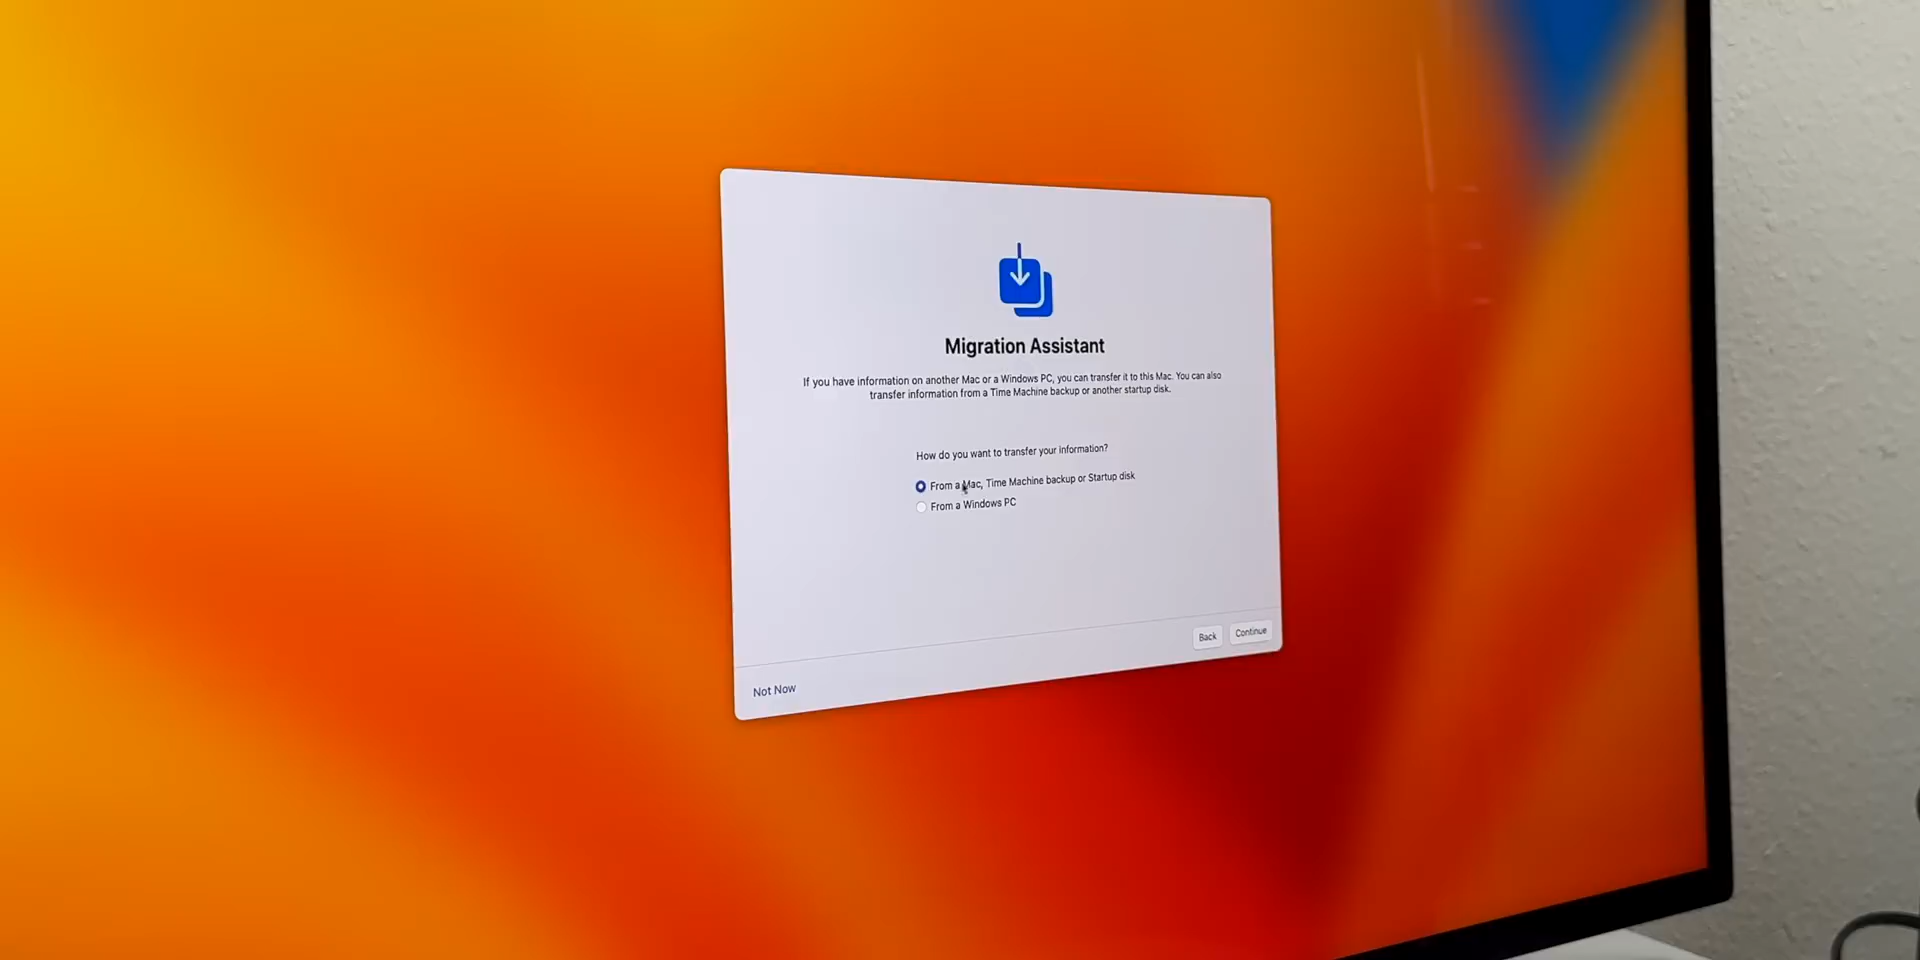 Migration Assistant
If you have information on another Mac or a Windows PC, you can transfer it to this Mac. You can also
transfer information from a Time Machine backup or another startup disk.
How do you want to transfer your information?
From a Mac, Time Machine backup or Startup disk
From a Windows PC
Back
Continue
Not Now